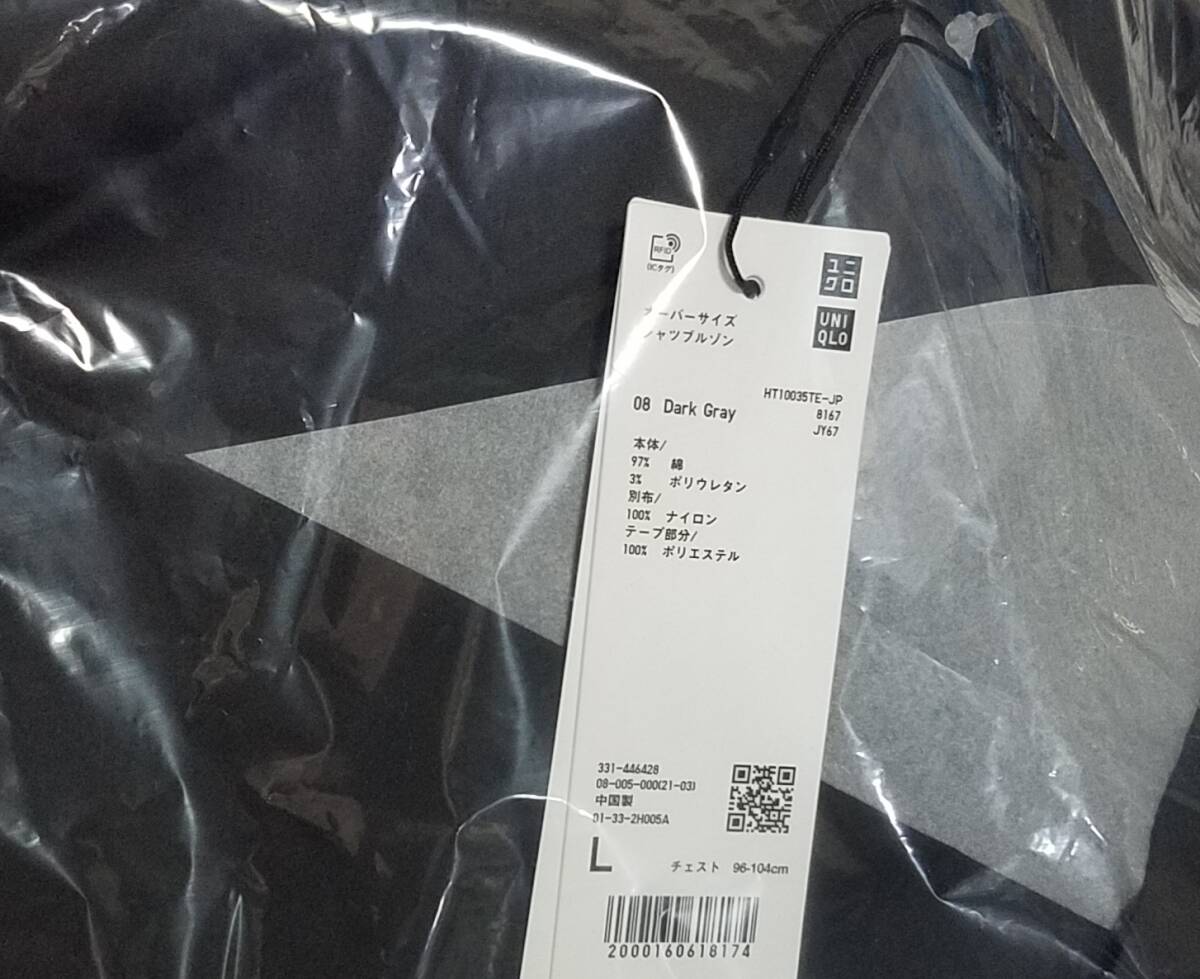 RFID
(ICタグ)
ユニ
クロ
UNI
QLO
オーバーサイズ
シャツブルゾン
HT10035TE-JP
8167
JY67
08 Dark Gray
本体/
97% 綿
3% ポリウレタン
別布/
100% ナイロン
テープ部分/
100% ポリエステル
331-446428
08-005-000(21-03)
中国製
01-33-2H005A
L
チェスト 96-104cm
2000160618174